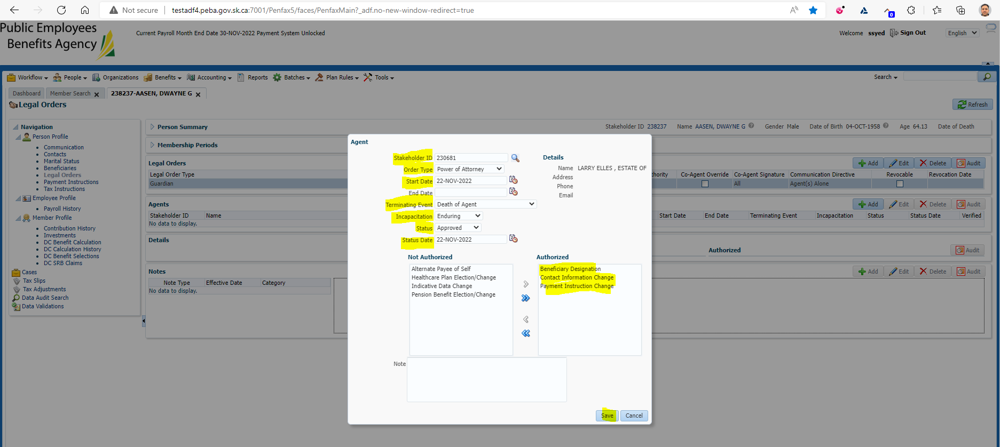 Not secure testadf4.peba.gov.sk.ca:7001/Penfax5/faces/PenfaxMain?_adf.no-new-window-redirect=true
0
Public Employees
Benefits Agency
Current Payroll Month End Date 30-NOV-2022 Payment System Unlocked
Welcome ssyed Sign Out English
Workflow People Organizations Benefits Accounting Reports Batches Plan Rules Tools Search
Dashboard Member Search 238237-AASEN, DWAYNE G
Legal Orders Refresh
Navigation
Person Profile
Communication
Contacts
Marital Status
Beneficiaries
Legal Orders
Payment Instructions
Tax Instructions
Employee Profile
Payroll History
Member Profile
Contribution History
Investments
DC Benefit Calculation
DC Calculation History
DC Benefit Selections
DC SRB Claims
Cases
Tax Slips
Tax Adjustments
Data Audit Search
Data Validations
Person Summary Stakeholder ID 238237 Name AASEN, DWAYNE G Gender Male Date of Birth 04-OCT-1958 Age 64.13 Date of Death
Membership Periods
Legal Orders Add Edit Delete Audit
Legal Order Type thority Co-Agent Override Co-Agent Signature Communication Directive Revocable Revocation Date
Guardian All Agent(s) Alone
Agents Add Edit Delete Audit
Stakeholder ID Name Start Date End Date Terminating Event Incapacitation Status Status Date Verified
No data to display.
Details Authorized Audit
Notes Add Edit Delete Audit
Note Type Effective Date Category
No data to display.
Agent
Stakeholder ID 230681
Order Type Power of Attorney
Start Date 22-NOV-2022
End Date
Terminating Event Death of Agent
Incapacitation Enduring
Status Approved
Status Date 22-NOV-2022
Details
Name LARRY ELLES , ESTATE OF
Address
Phone
Email
Not Authorized
Alternate Payee of Self
Healthcare Plan Election/Change
Indicative Data Change
Pension Benefit Election/Change
Authorized
Beneficiary Designation
Contact Information Change
Payment Instruction Change
Note
Save Cancel